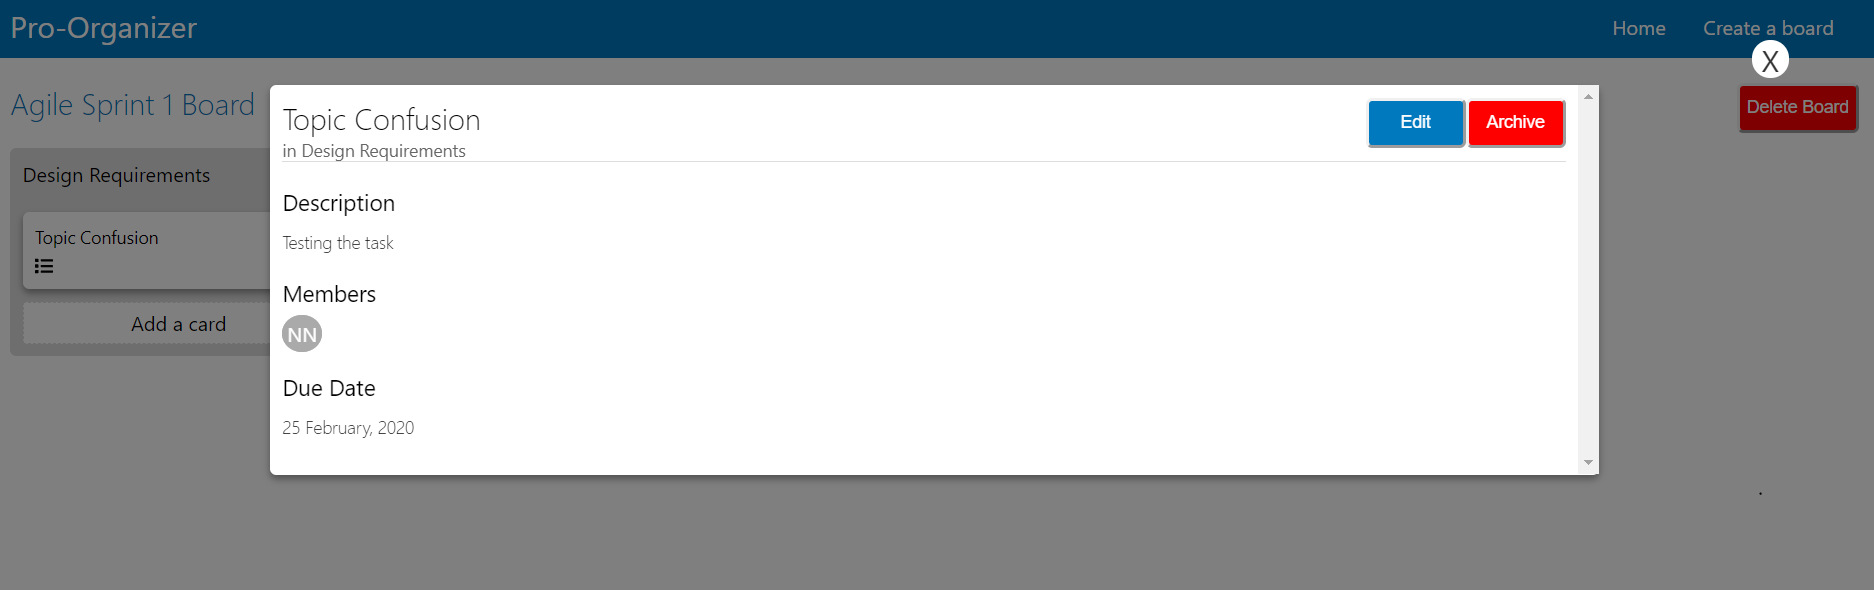 Pro-Organizer
Home
Create a board
X
Agile Sprint 1 Board
Delete Board
Design Requirements
Topic Confusion
Add a card
Topic Confusion
in Design Requirements
Edit
Archive
Description
Testing the task
Members
NN
Due Date
25 February, 2020
.